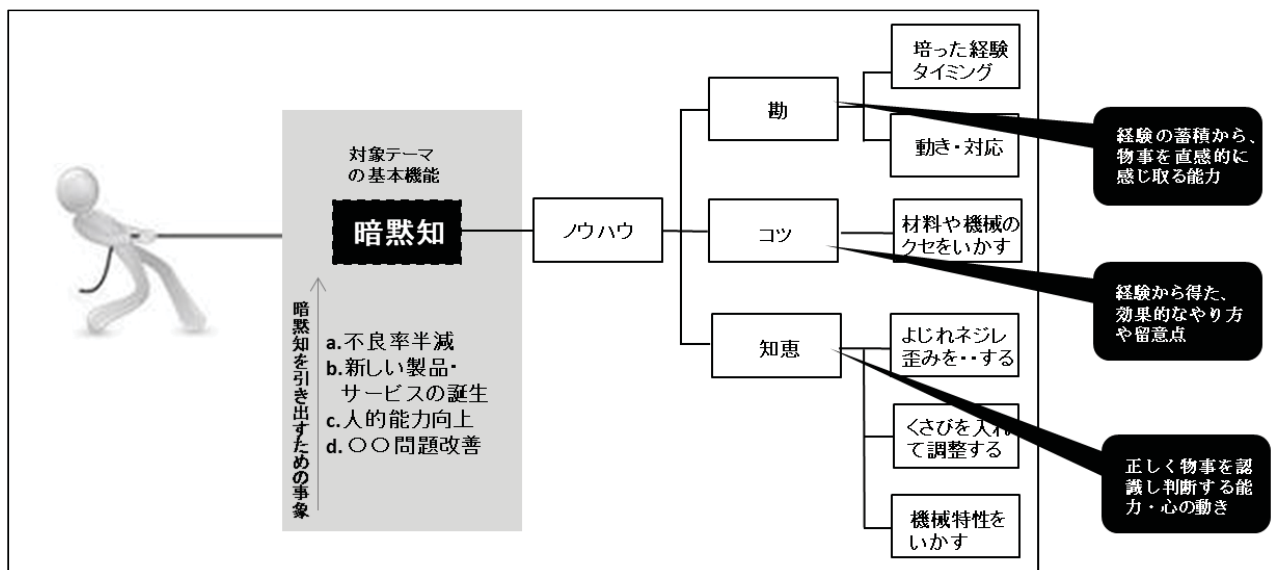 対象テーマ
の基本機能
暗黙知
暗黙知を引き出すための事象
a.不良率半減
b.新しい製品・
サービスの誕生
c.人的能力向上
d.〇〇問題改善
ノウハウ
勘
コツ
知恵
培った経験
タイミング
動き・対応
材料や機械の
クセをいかす
よじれネジレ
歪みを・・する
くさびを入れ
て調整する
機械特性を
いかす
経験の蓄積から、
物事を直感的に
感じ取る能力
経験から得た、
効果的なやり方
や留意点
正しく物事を認
識し判断する能
力・心の動き